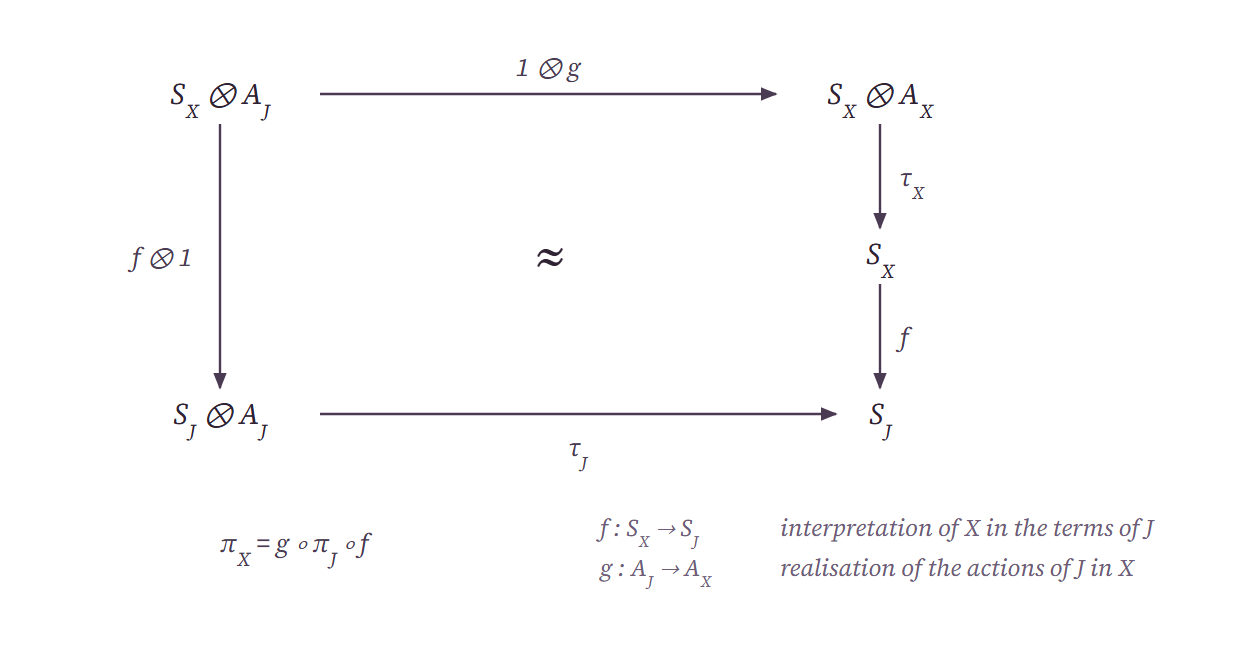 1 ⊗ g
S_X ⊗ A_J
S_X ⊗ A_X
τ_X
f ⊗ 1
≈
S_X
f
S_J ⊗ A_J
S_J
τ_J
π_X = g ∘ π_J ∘ f
f : S_X → S_J interpretation of X in the terms of J
g : A_J → A_X realisation of the actions of J in X